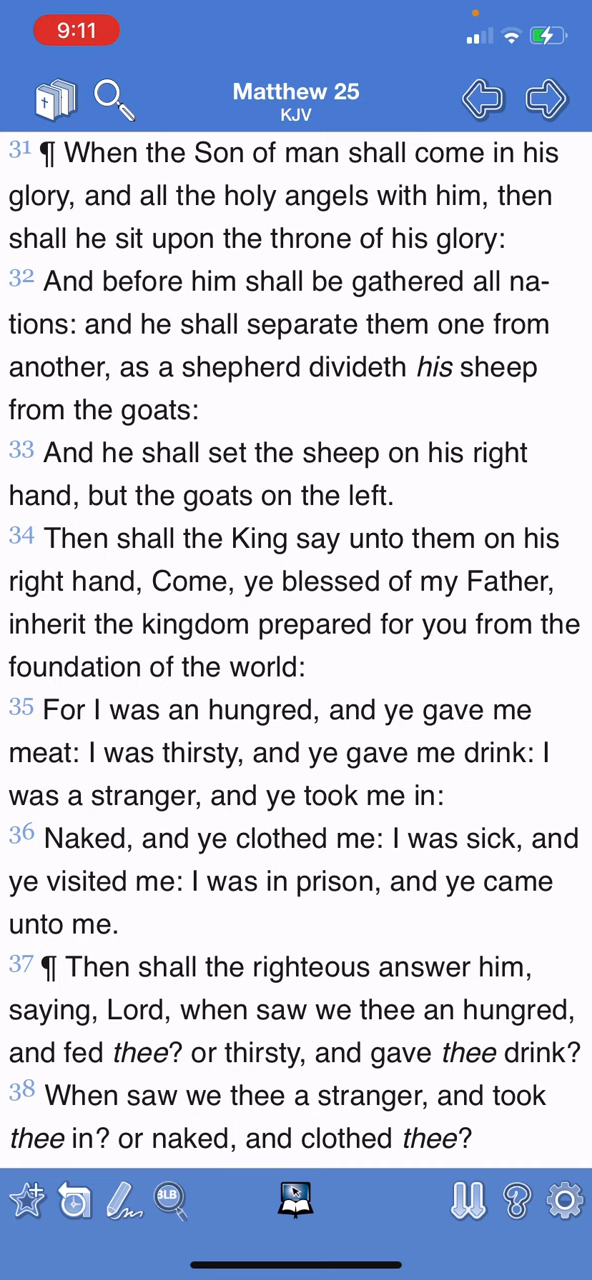 9:11
Matthew 25
KJV
31 ¶ When the Son of man shall come in his
glory, and all the holy angels with him, then
shall he sit upon the throne of his glory:
32 And before him shall be gathered all na-
tions: and he shall separate them one from
another, as a shepherd divideth his sheep
from the goats:
33 And he shall set the sheep on his right
hand, but the goats on the left.
34 Then shall the King say unto them on his
right hand, Come, ye blessed of my Father,
inherit the kingdom prepared for you from the
foundation of the world:
35 For I was an hungred, and ye gave me
meat: I was thirsty, and ye gave me drink: I
was a stranger, and ye took me in:
36 Naked, and ye clothed me: I was sick, and
ye visited me: I was in prison, and ye came
unto me.
37 ¶ Then shall the righteous answer him,
saying, Lord, when saw we thee an hungred,
and fed thee? or thirsty, and gave thee drink?
38 When saw we thee a stranger, and took
thee in? or naked, and clothed thee?
BLB